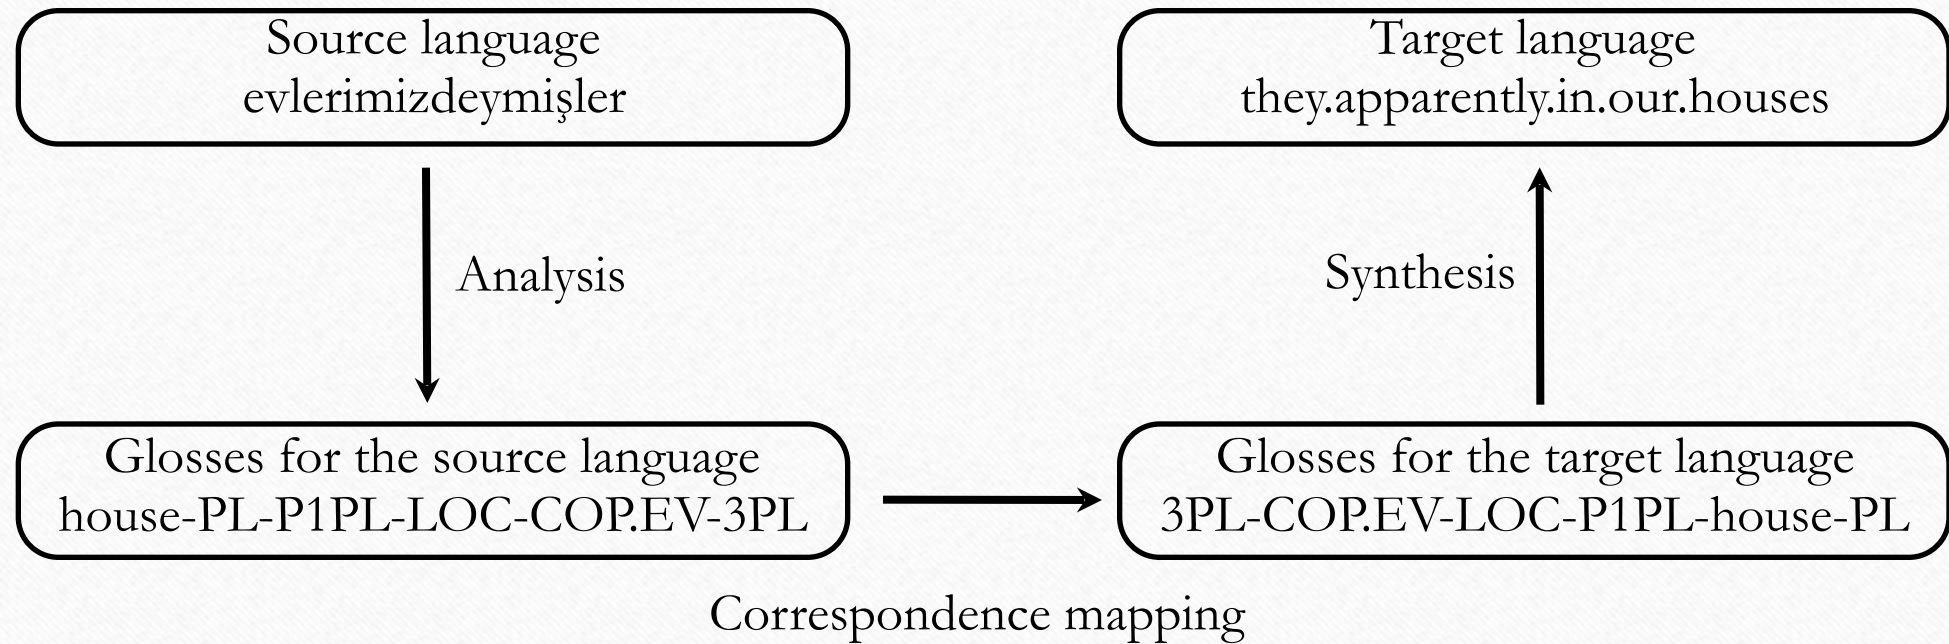 Source language
evlerimizdeymişler
Target language
they.apparently.in.our.houses
Analysis
Synthesis
Glosses for the source language
house-PL-P1PL-LOC-COP.EV-3PL
Glosses for the target language
3PL-COP.EV-LOC-P1PL-house-PL
Correspondence mapping